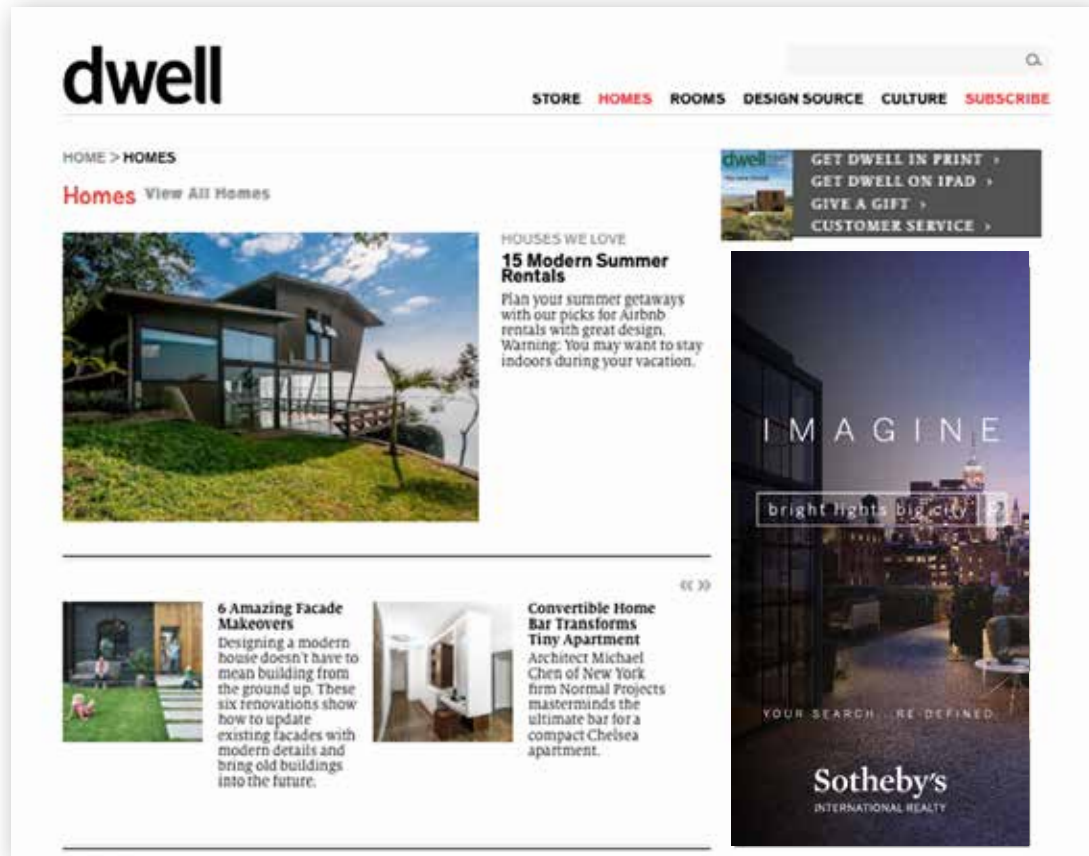 dwell
STORE HOMES ROOMS DESIGN SOURCE CULTURE SUBSCRIBE
HOME > HOMES
Homes View All Homes
HOUSES WE LOVE
15 Modern Summer
Rentals
Plan your summer getaways
with our picks for Airbnb
rentals with great design.
Warning: You may want to stay
indoors during your vacation.
« »
6 Amazing Facade
Makeovers
Designing a modern
house doesn't have to
mean building from
the ground up. These
six renovations show
how to update
existing facades with
modern details and
bring old buildings
into the future.
Convertible Home
Bar Transforms
Tiny Apartment
Architect Michael
Chen of New York
firm Normal Projects
masterminds the
ultimate bar for a
compact Chelsea
apartment.
dwell
GET DWELL IN PRINT ›
GET DWELL ON IPAD ›
GIVE A GIFT ›
CUSTOMER SERVICE ›
IMAGINE
bright lights big city
YOUR SEARCH...RE-DEFINED.
Sotheby's
INTERNATIONAL REALTY